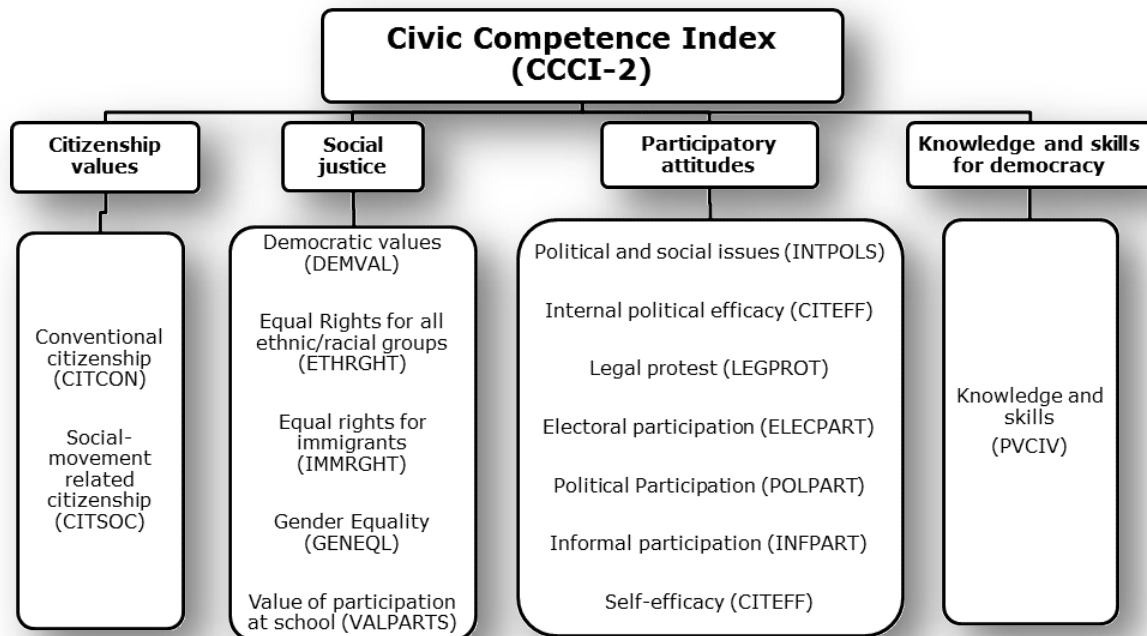 Civic Competence Index
(CCCI-2)
Citizenship
values
Social
justice
Participatory
attitudes
Knowledge and skills
for democracy
Conventional
citizenship
(CITCON)
Social-
movement
related
citizenship
(CITSOC)
Democratic values
(DEMVAL)
Equal Rights for all
ethnic/racial groups
(ETHRGHT)
Equal rights for
immigrants
(IMMRGHT)
Gender Equality
(GENEQL)
Value of participation
at school (VALPARTS)
Political and social issues (INTPOLS)
Internal political efficacy (CITEFF)
Legal protest (LEGPROT)
Electoral participation (ELECPART)
Political Participation (POLPART)
Informal participation (INFPART)
Self-efficacy (CITEFF)
Knowledge and
skills
(PVCIV)